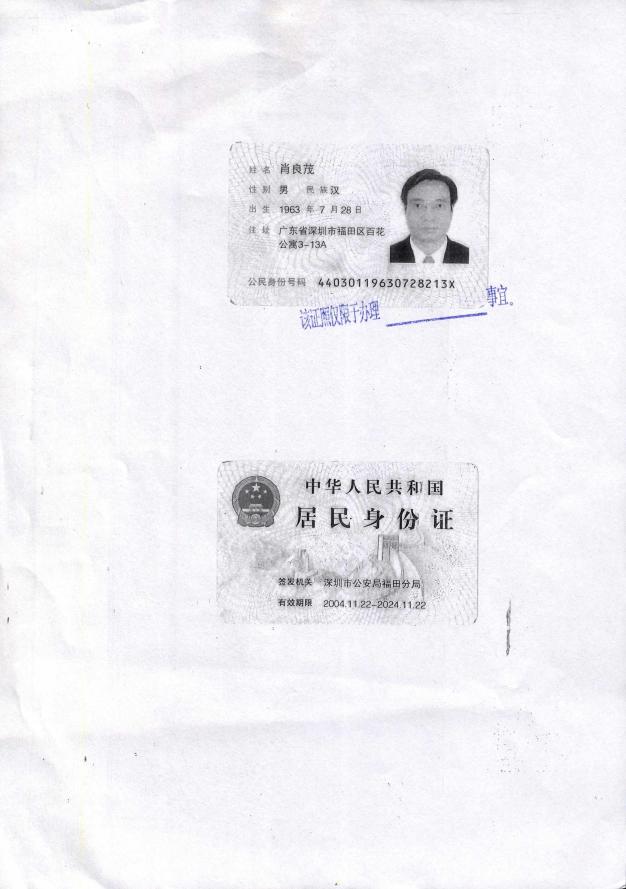 姓名 肖良茂
性别 男 民族 汉
出生 1963 年 7 月 28 日
住址 广东省深圳市福田区百花
公寓3-13A
公民身份号码 44030119630728213X
该证照仅限于办理 事宜。
中华人民共和国
居民身份证
签发机关 深圳市公安局福田分局
有效期限 2004.11.22-2024.11.22